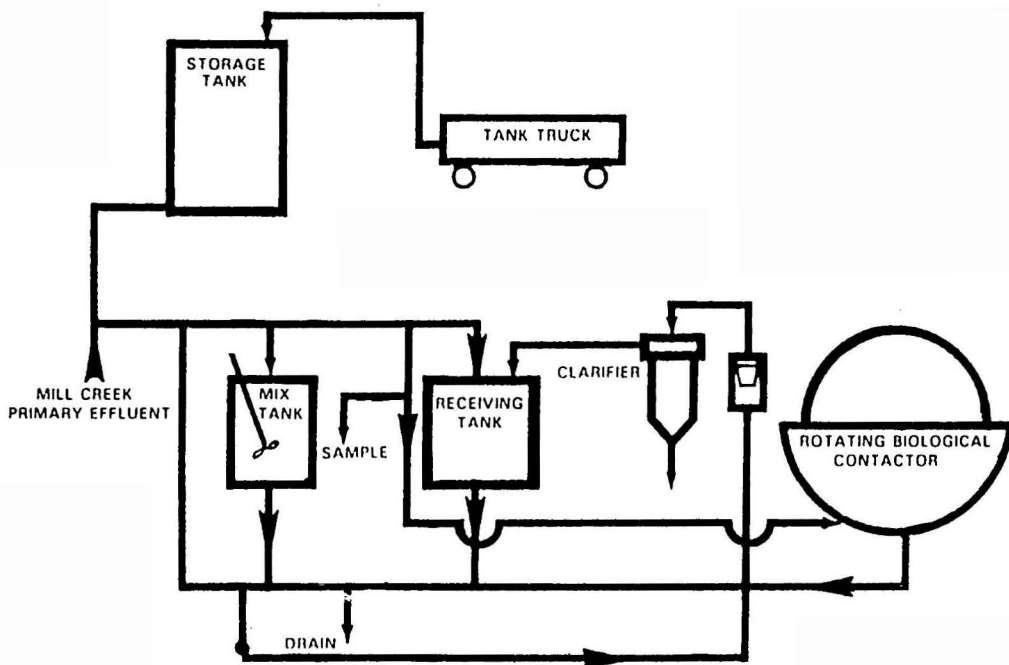 STORAGE
TANK
TANK TRUCK
MILL CREEK
PRIMARY EFFLUENT
MIX
TANK
SAMPLE
RECEIVING
TANK
CLARIFIER
ROTATING BIOLOGICAL
CONTACTOR
DRAIN